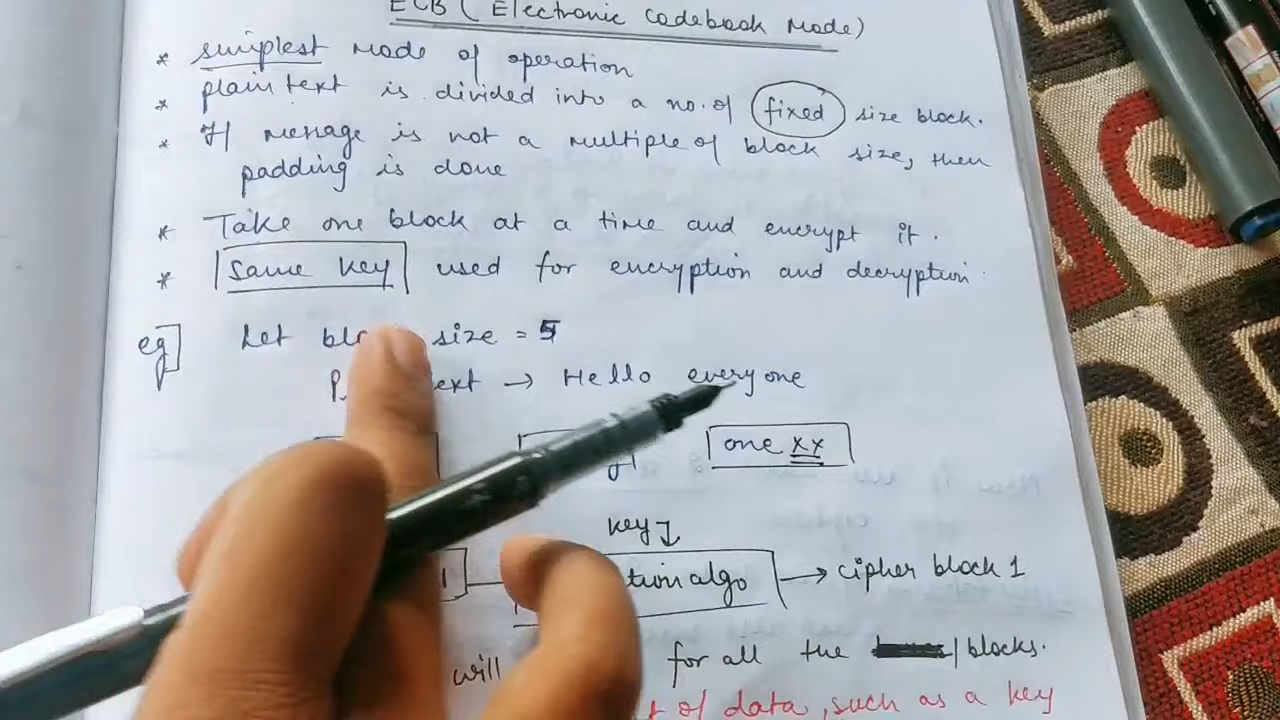 ECB ( Electronic Codebook Mode)
* simplest mode of operation
* plain text is divided into a no. of fixed size block.
* If message is not a multiple of block size, then
padding is done
* Take one block at a time and encrypt it.
* Same key used for encryption and decryption.
eg Let size = 5
→ Hello everyone
one xx
key
algo → cipher block 1
will for all the blocks.
of data, such as a key